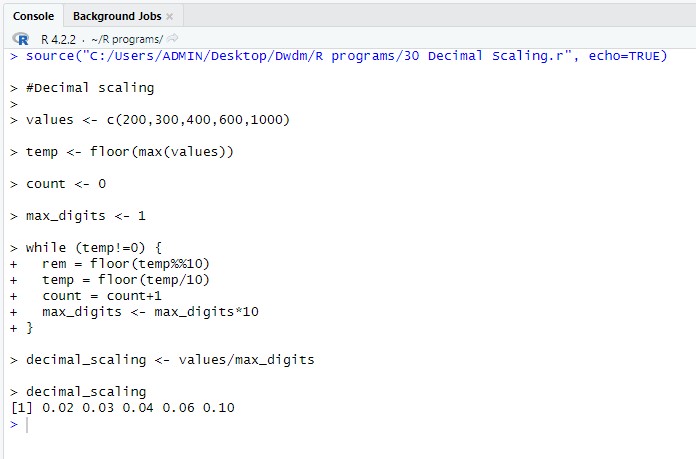 Console Background Jobs ×
R R 4.2.2 · ~/R programs/
> source("C:/Users/ADMIN/Desktop/Dwdm/R programs/30 Decimal Scaling.r", echo=TRUE)
> #Decimal scaling
>
> values <- c(200,300,400,600,1000)
> temp <- floor(max(values))
> count <- 0
> max_digits <- 1
> while (temp!=0) {
+   rem = floor(temp%%10)
+   temp = floor(temp/10)
+   count = count+1
+   max_digits <- max_digits*10
+ }
> decimal_scaling <- values/max_digits
> decimal_scaling
[1] 0.02 0.03 0.04 0.06 0.10
>